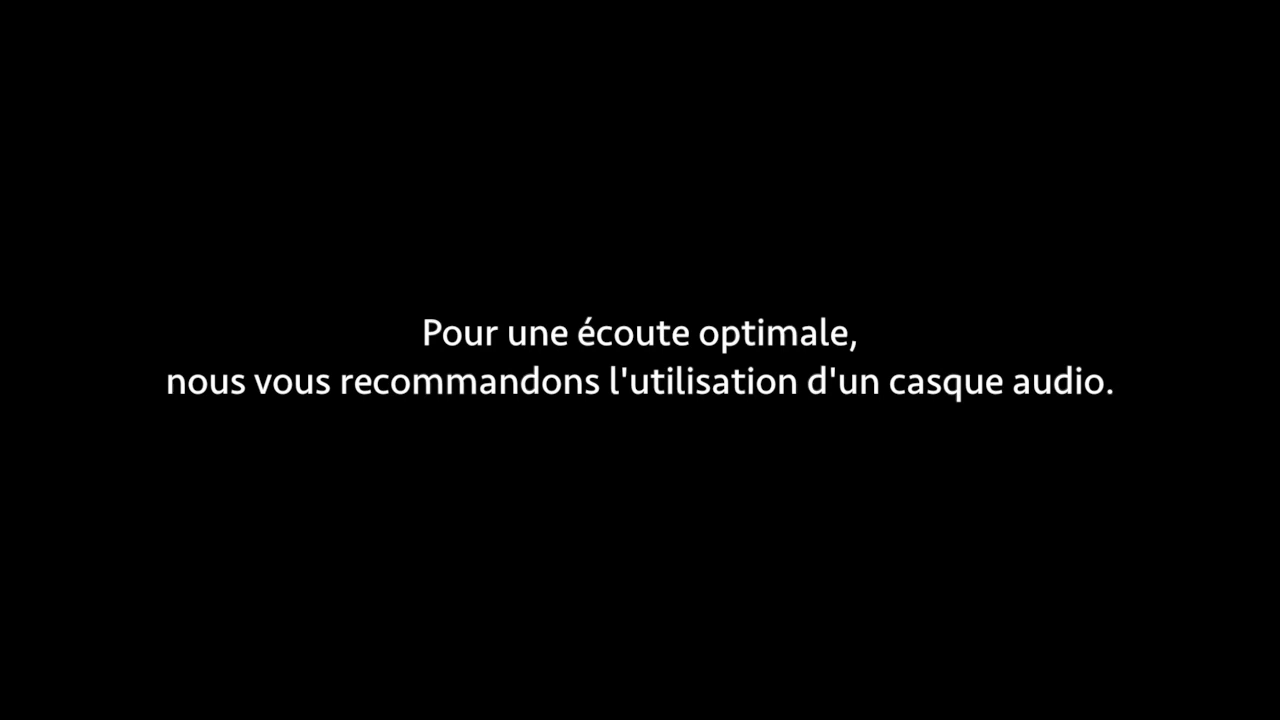 Pour une écoute optimale,
nous vous recommandons l'utilisation d'un casque audio.